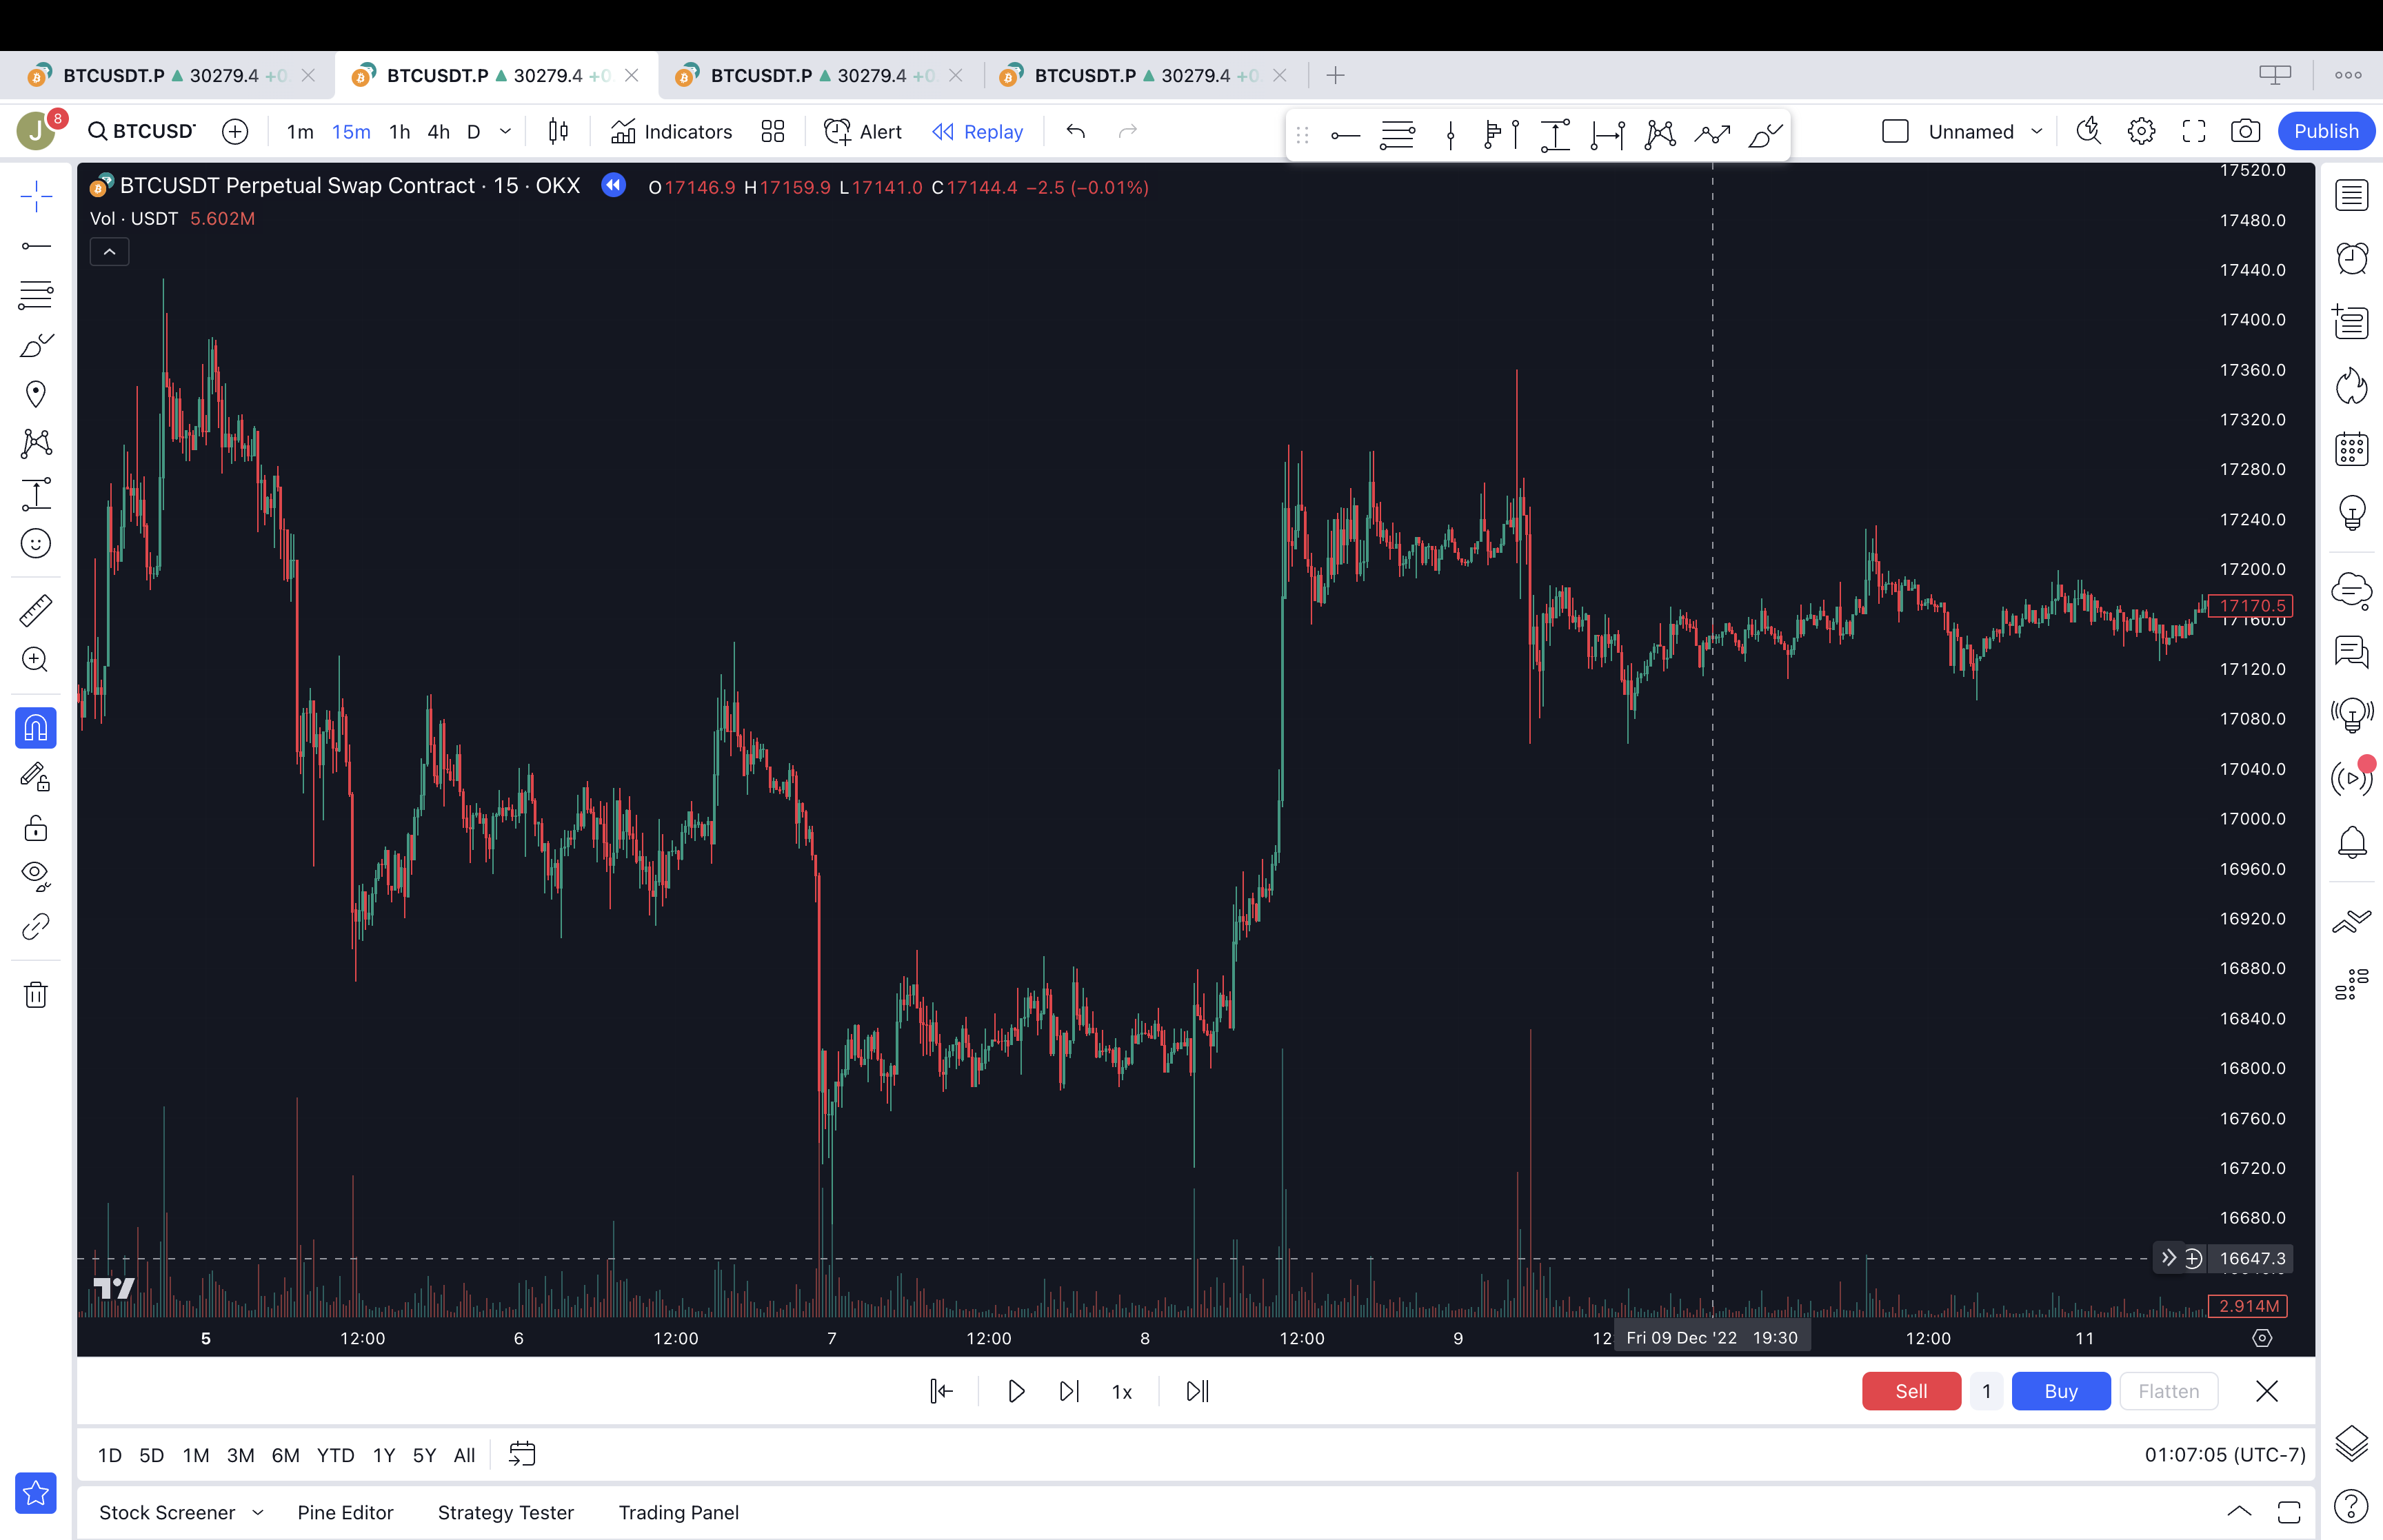 BTCUSDT.P 30279.4 +0 BTCUSDT.P 30279.4 +0 BTCUSDT.P 30279.4 +0 BTCUSDT.P 30279.4 +0
J 8 BTCUSD 1m 15m 1h 4h D Indicators Alert Replay Unnamed Publish
BTCUSDT Perpetual Swap Contract · 15 · OKX O17146.9 H17159.9 L17141.0 C17144.4 −2.5 (−0.01%)
Vol · USDT 5.602M
17520.0
17480.0
17440.0
17400.0
17360.0
17320.0
17280.0
17240.0
17200.0
17170.5
17160.0
17120.0
17080.0
17040.0
17000.0
16960.0
16920.0
16880.0
16840.0
16800.0
16760.0
16720.0
16680.0
16647.3
2.914M
5 12:00 6 12:00 7 12:00 8 12:00 9 12 Fri 09 Dec '22 19:30 12:00 11
1x Sell 1 Buy Flatten
1D 5D 1M 3M 6M YTD 1Y 5Y All 01:07:05 (UTC-7)
Stock Screener Pine Editor Strategy Tester Trading Panel